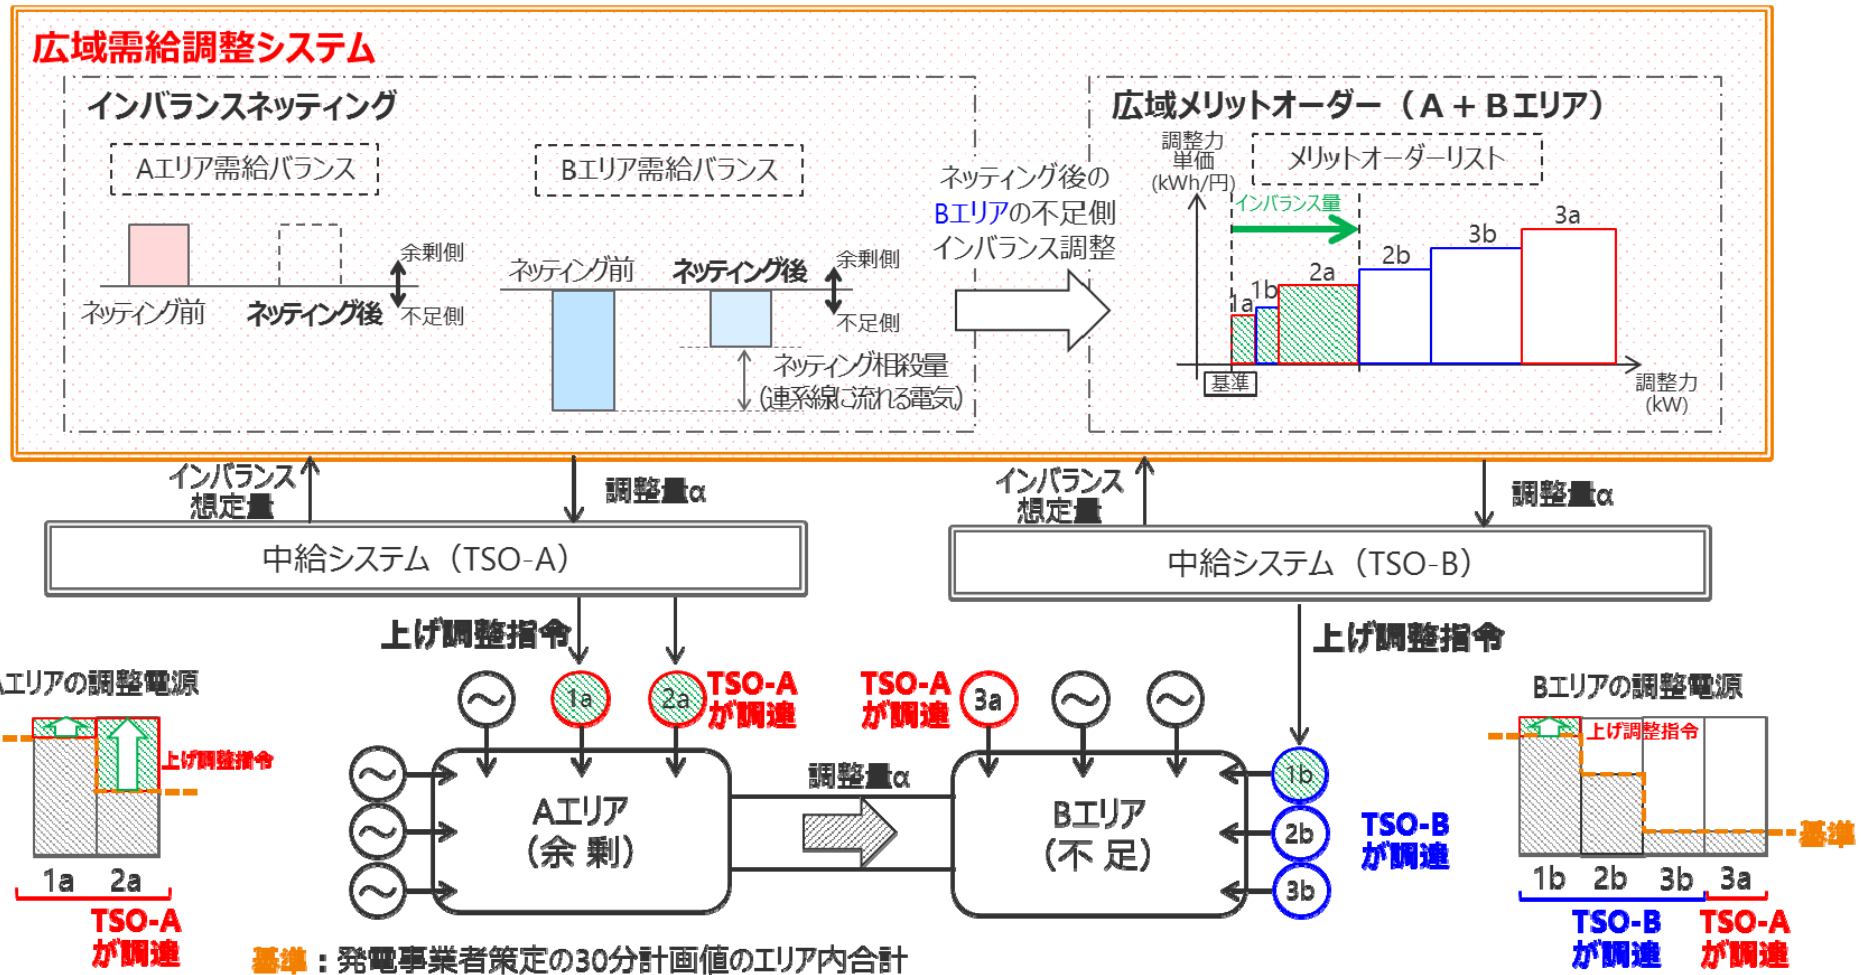 広域需給調整システム
インバランスネッティング
Aエリア需給バランス
Bエリア需給バランス
余剰側
不足側
ネッティング前
ネッティング後
ネッティング前
ネッティング後
余剰側
不足側
ネッティング相殺量
(連系線に流れる電気)
ネッティング後の
Bエリアの不足側
インバランス調整
広域メリットオーダー（A＋Bエリア）
調整力
単価
(kWh/円)
メリットオーダーリスト
インバランス量
1a
1b
2a
2b
3b
3a
基準
調整力
(kW)
インバランス
想定量
調整量α
インバランス
想定量
調整量α
中給システム（TSO-A）
中給システム（TSO-B）
上げ調整指令
上げ調整指令
Aエリアの調整電源
上げ調整指令
1a
2a
TSO-A
が調達
1a
2a
TSO-A
が調達
TSO-A
が調達
3a
Aエリア
（余 剰）
調整量α
Bエリア
（不 足）
1b
2b
3b
TSO-B
が調達
Bエリアの調整電源
上げ調整指令
基準
1b
2b
3b
3a
TSO-B
が調達
TSO-A
が調達
基準：発電事業者策定の30分計画値のエリア内合計